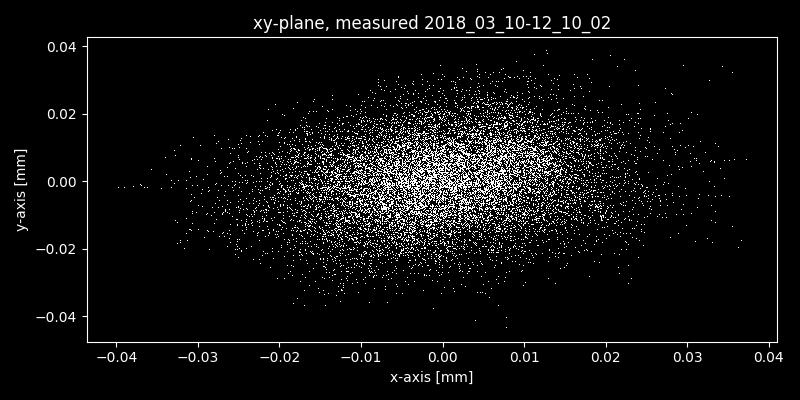 xy-plane, measured 2018_03_10-12_10_02
0.04
0.02
0.00
−0.02
−0.04
y-axis [mm]
−0.04 −0.03 −0.02 −0.01 0.00 0.01 0.02 0.03 0.04
x-axis [mm]